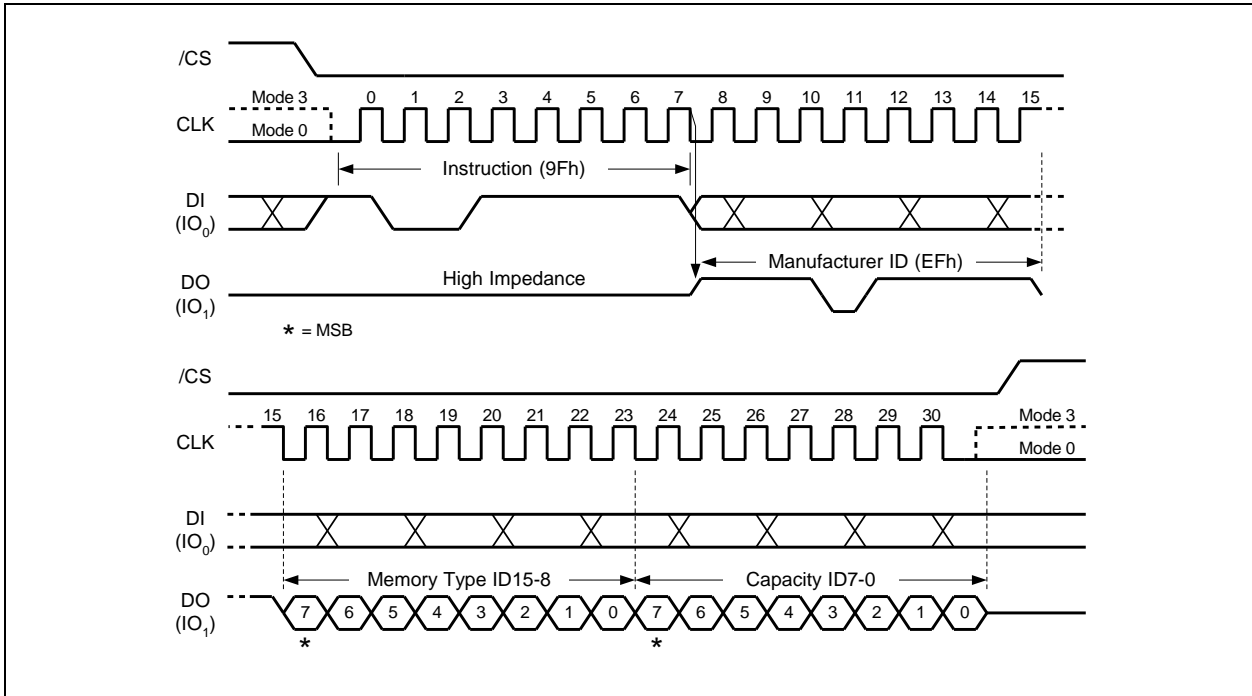 /CS
Mode 3 0 1 2 3 4 5 6 7 8 9 10 11 12 13 14 15
CLK Mode 0
Instruction (9Fh)
DI
(IO0)
Manufacturer ID (EFh)
DO High Impedance
(IO1)
* = MSB
/CS
15 16 17 18 19 20 21 22 23 24 25 26 27 28 29 30 Mode 3
CLK Mode 0
DI
(IO0)
Memory Type ID15-8 Capacity ID7-0
DO 7 6 5 4 3 2 1 0 7 6 5 4 3 2 1 0
(IO1)
* *